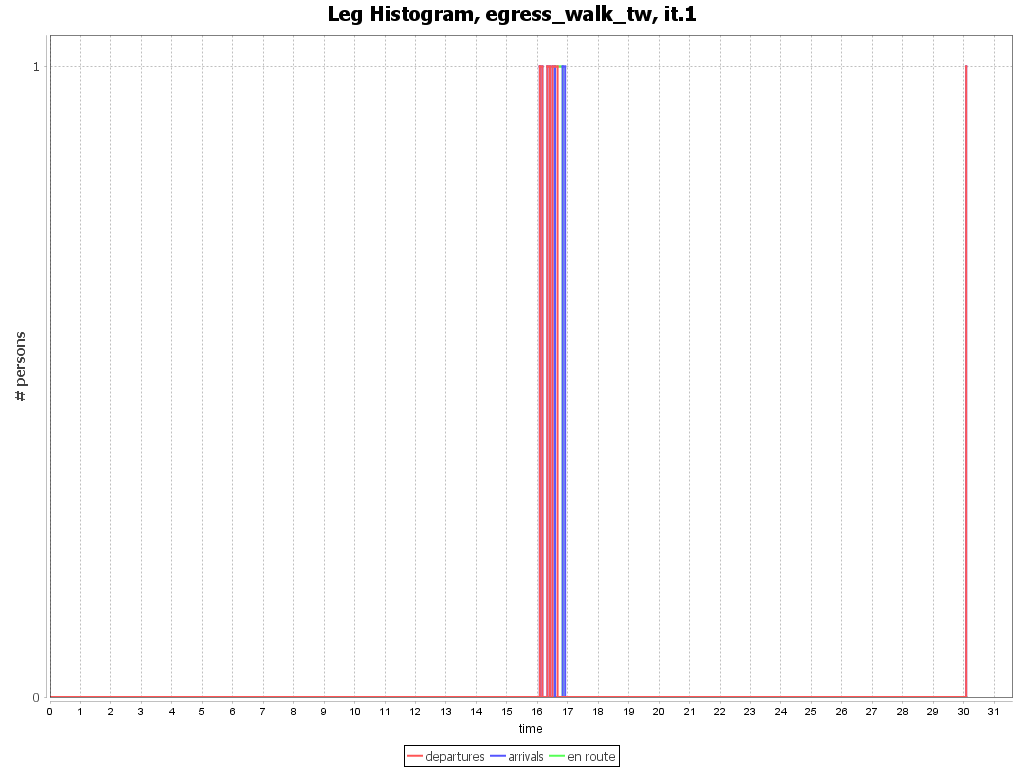 Leg Histogram, egress_walk_tw, it.1
# persons
1
0
0 1 2 3 4 5 6 7 8 9 10 11 12 13 14 15 16 17 18 19 20 21 22 23 24 25 26 27 28 29 30 31
time
departures arrivals en route